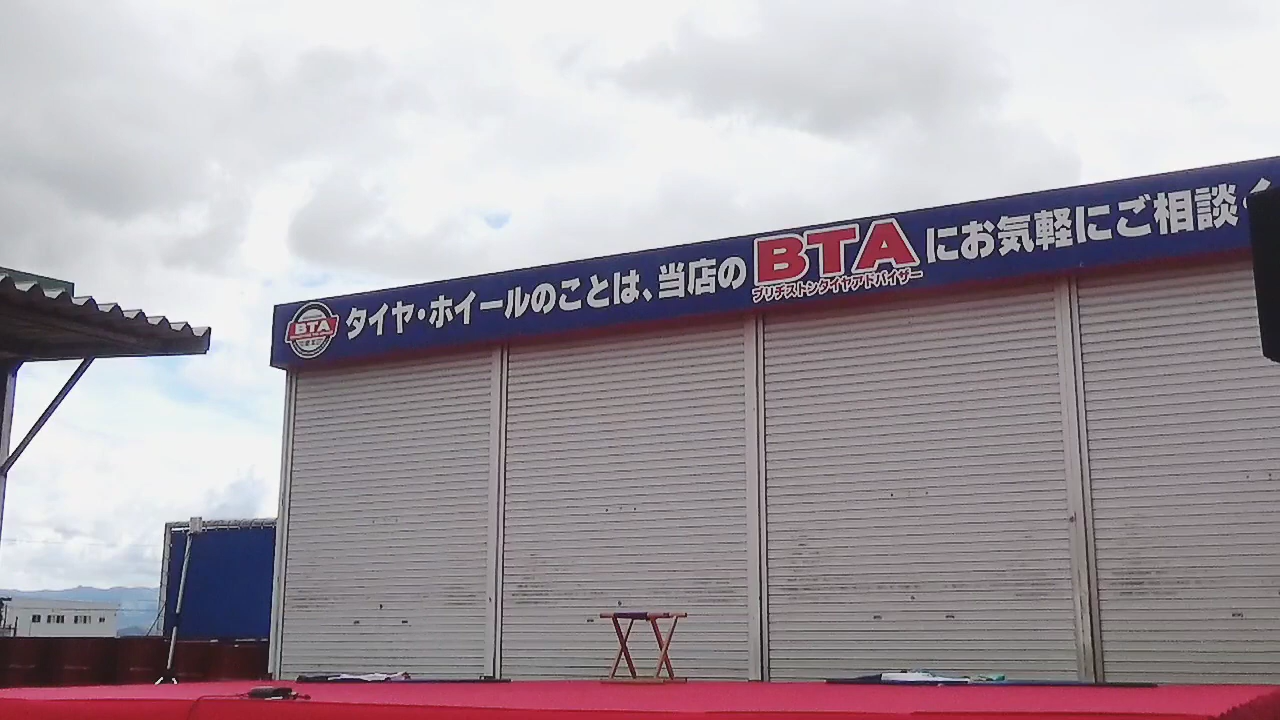 BTA
タイヤ・ホイールのことは、当店のBTAにお気軽にご相談く
ブリヂストンタイヤアドバイザー